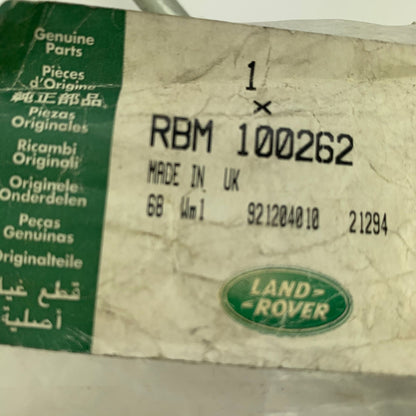 Genuine
Parts
Pièces
d'Origine
純正部品
Piezas
Originales
Ricambi
Originali
Originele
Onderdelen
Peças
Genuinas
Originalteile
قطع غيا
أصلية
1
x
RBM 100262
MADE IN UK
68 Wm1 921204010 21294
LAND-
-ROVER